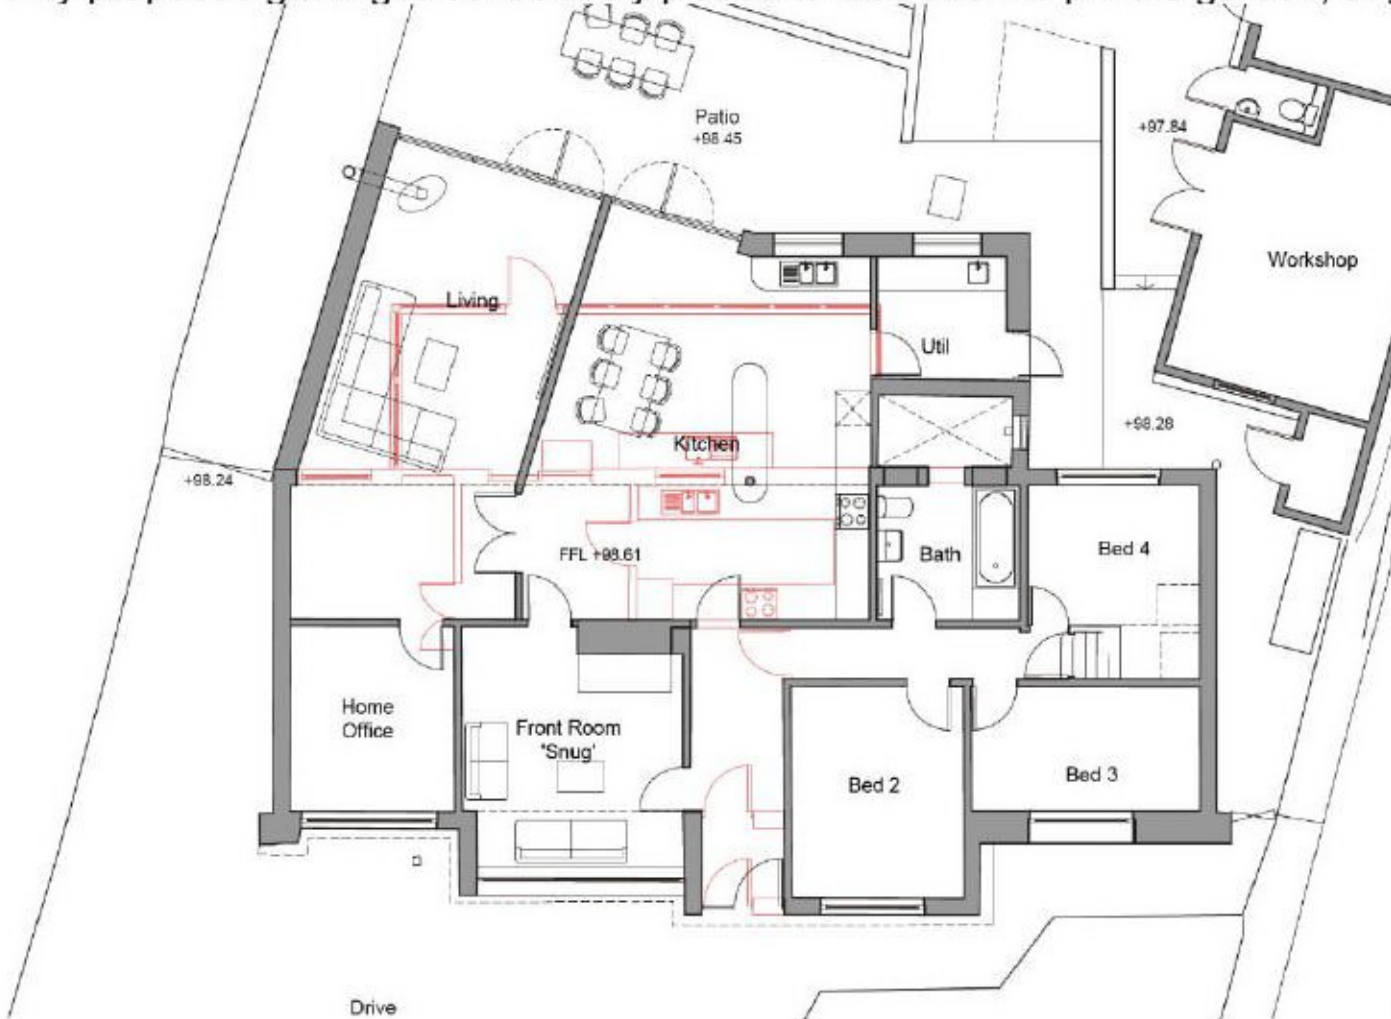 Patio
+98.45
+97.84
Workshop
Living
Util
+98.28
Kitchen
+98.24
FFL +98.61
Bath
Bed 4
Home
Office
Front Room
'Snug'
Bed 2
Bed 3
Drive